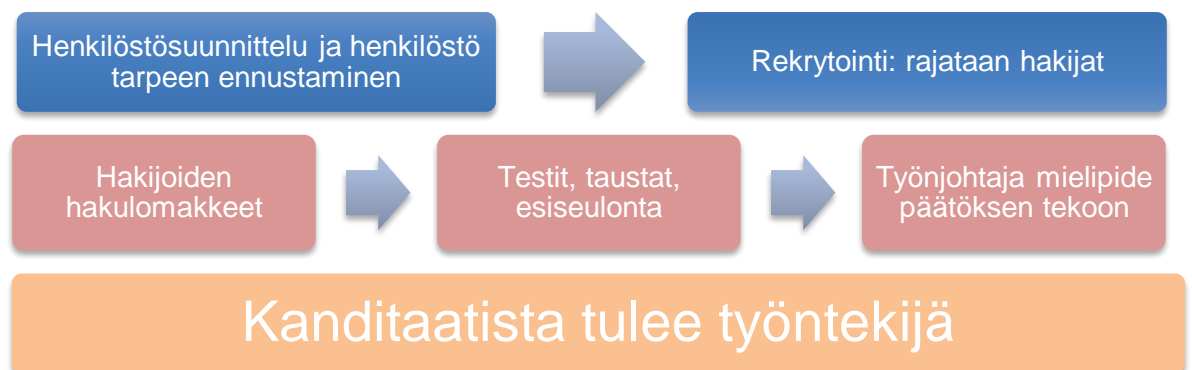 Henkilöstösuunnittelu ja henkilöstö
tarpeen ennustaminen
Rekrytointi: rajataan hakijat
Hakijoiden
hakulomakkeet
Testit, taustat,
esiseulonta
Työnjohtaja mielipide
päätöksen tekoon
Kanditaatista tulee työntekijä